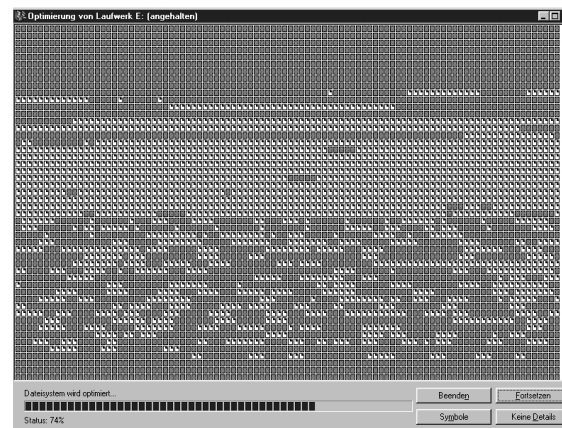 Optimierung von Laufwerk E: (angehalten)
Dateisystem wird optimiert...
Status: 74%
Beenden
Fortsetzen
Symbole
Keine Details